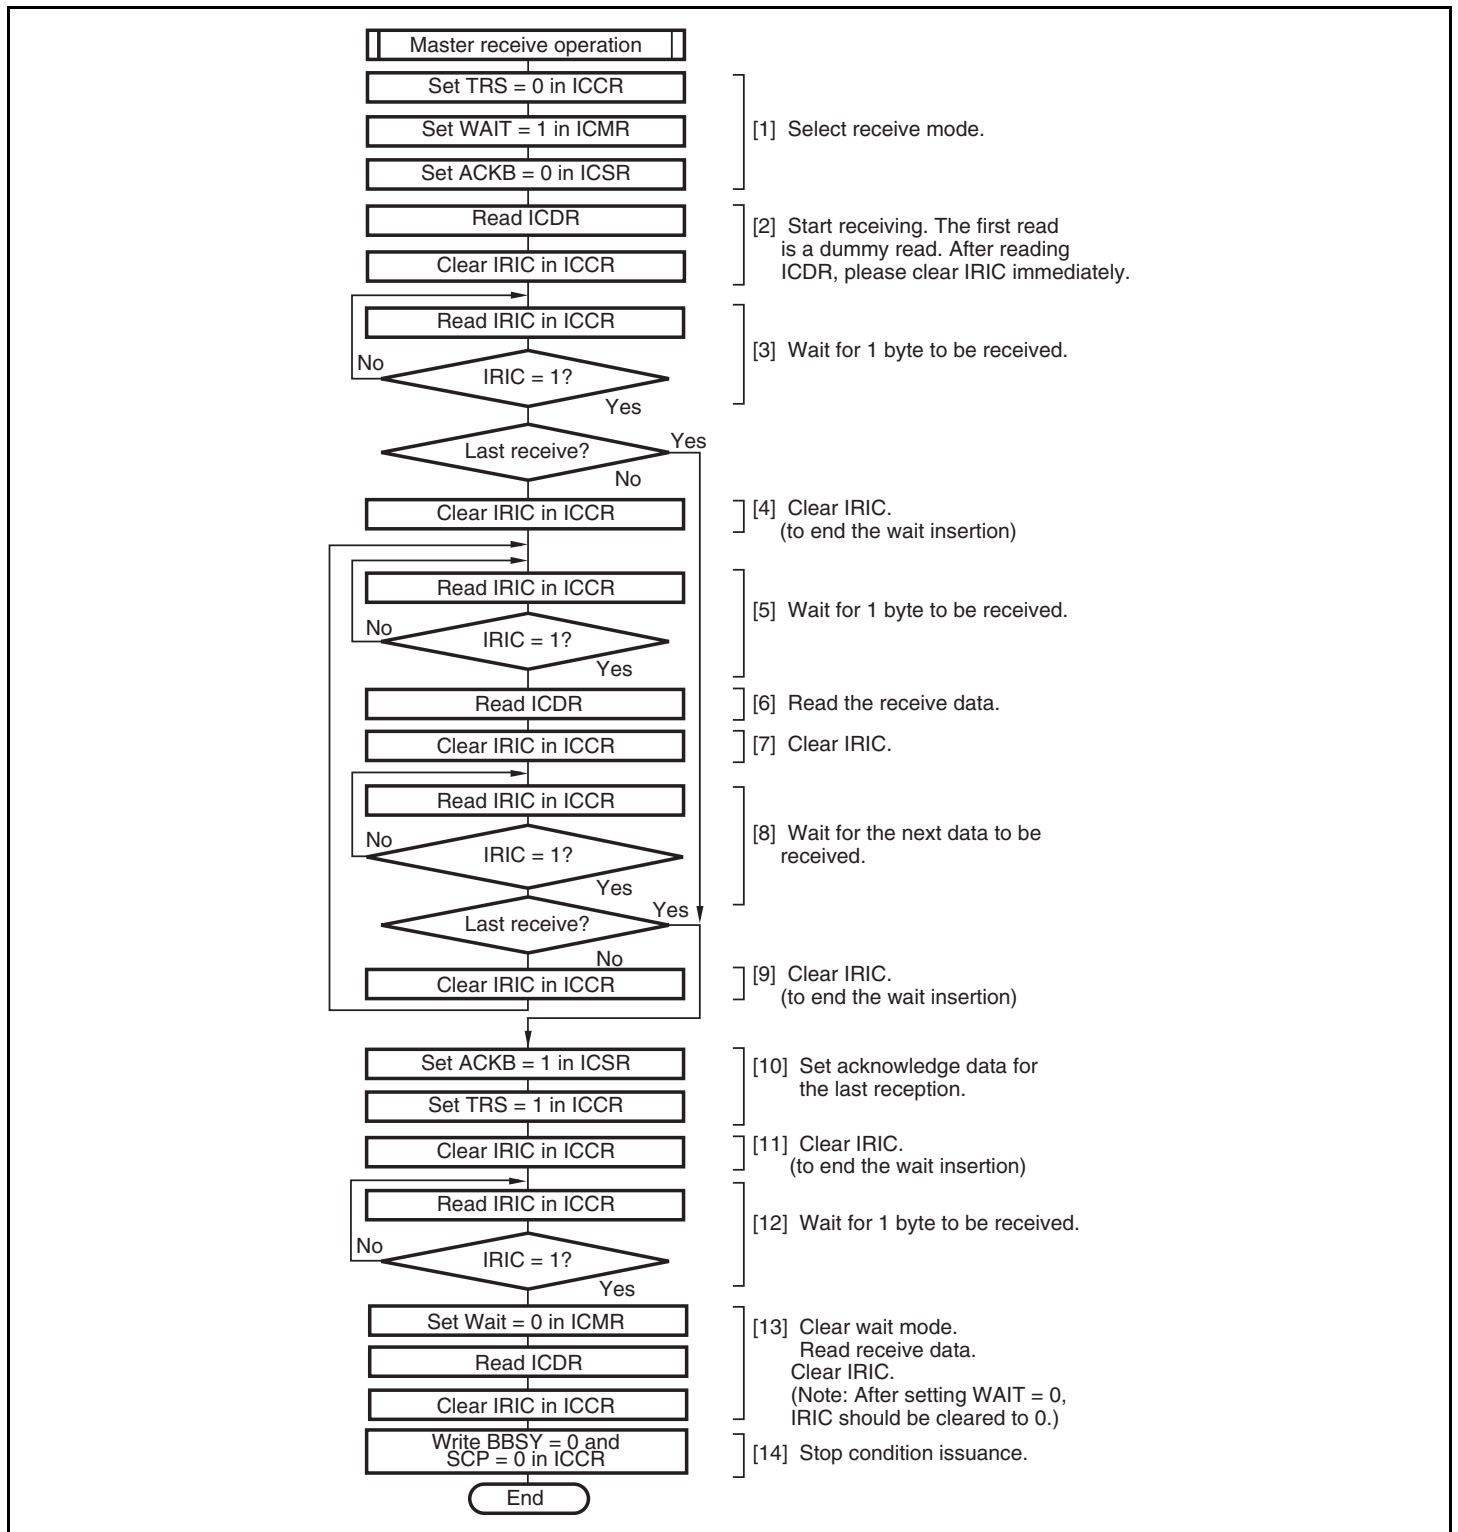 Master receive operation
Set TRS = 0 in ICCR
Set WAIT = 1 in ICMR
[1] Select receive mode.
Set ACKB = 0 in ICSR
Read ICDR
[2] Start receiving. The first read
is a dummy read. After reading
ICDR, please clear IRIC immediately.
Clear IRIC in ICCR
Read IRIC in ICCR
[3] Wait for 1 byte to be received.
No
IRIC = 1?
Yes
Last receive?
Yes
No
Clear IRIC in ICCR
[4] Clear IRIC.
(to end the wait insertion)
Read IRIC in ICCR
[5] Wait for 1 byte to be received.
No
IRIC = 1?
Yes
Read ICDR
[6] Read the receive data.
Clear IRIC in ICCR
[7] Clear IRIC.
Read IRIC in ICCR
[8] Wait for the next data to be
received.
No
IRIC = 1?
Yes
Last receive?
Yes
No
Clear IRIC in ICCR
[9] Clear IRIC.
(to end the wait insertion)
Set ACKB = 1 in ICSR
[10] Set acknowledge data for
the last reception.
Set TRS = 1 in ICCR
Clear IRIC in ICCR
[11] Clear IRIC.
(to end the wait insertion)
Read IRIC in ICCR
[12] Wait for 1 byte to be received.
No
IRIC = 1?
Yes
Set Wait = 0 in ICMR
[13] Clear wait mode.
Read receive data.
Clear IRIC.
(Note: After setting WAIT = 0,
IRIC should be cleared to 0.)
Read ICDR
Clear IRIC in ICCR
Write BBSY = 0 and
SCP = 0 in ICCR
[14] Stop condition issuance.
End